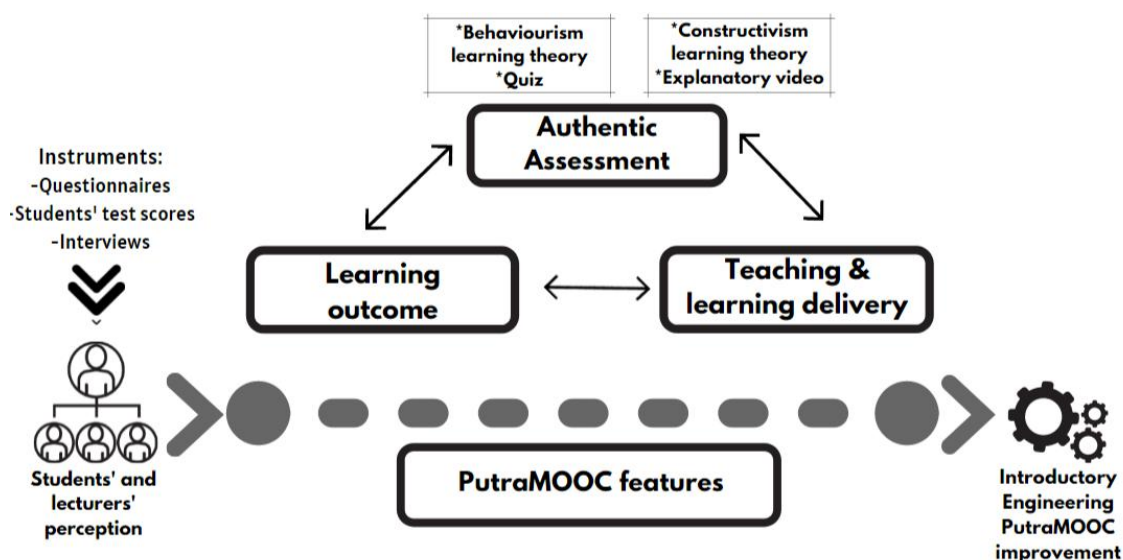 *Behaviourism
learning theory
*Quiz
*Constructivism
learning theory
*Explanatory video
Authentic
Assessment
Instruments:
-Questionnaires
-Students' test scores
-Interviews
Learning
outcome
Teaching &
learning delivery
PutraMOOC features
Students' and
lecturers'
perception
Introductory
Engineering
PutraMOOC
improvement